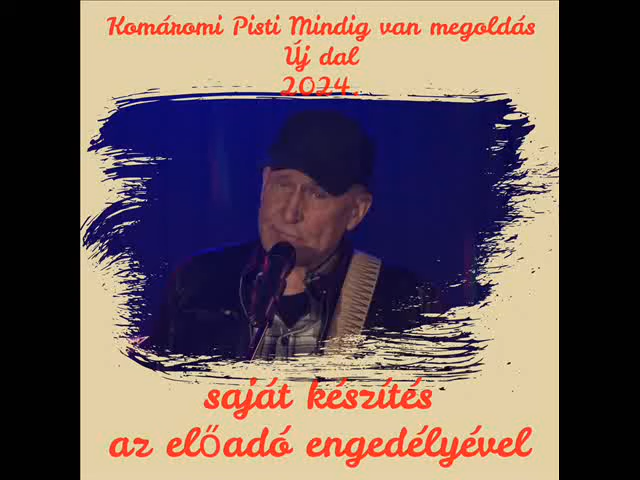 Komáromi Pisti Mindig van megoldás
Új dal
2024.
saját készítés
az előadó engedélyével